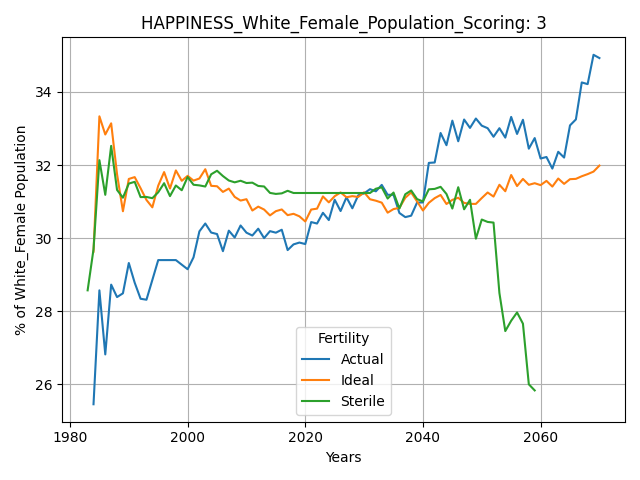 HAPPINESS_White_Female_Population_Scoring: 3
% of White_Female Population
34
32
30
28
26
Fertility
Actual
Ideal
Sterile
1980
2000
2020
2040
2060
Years